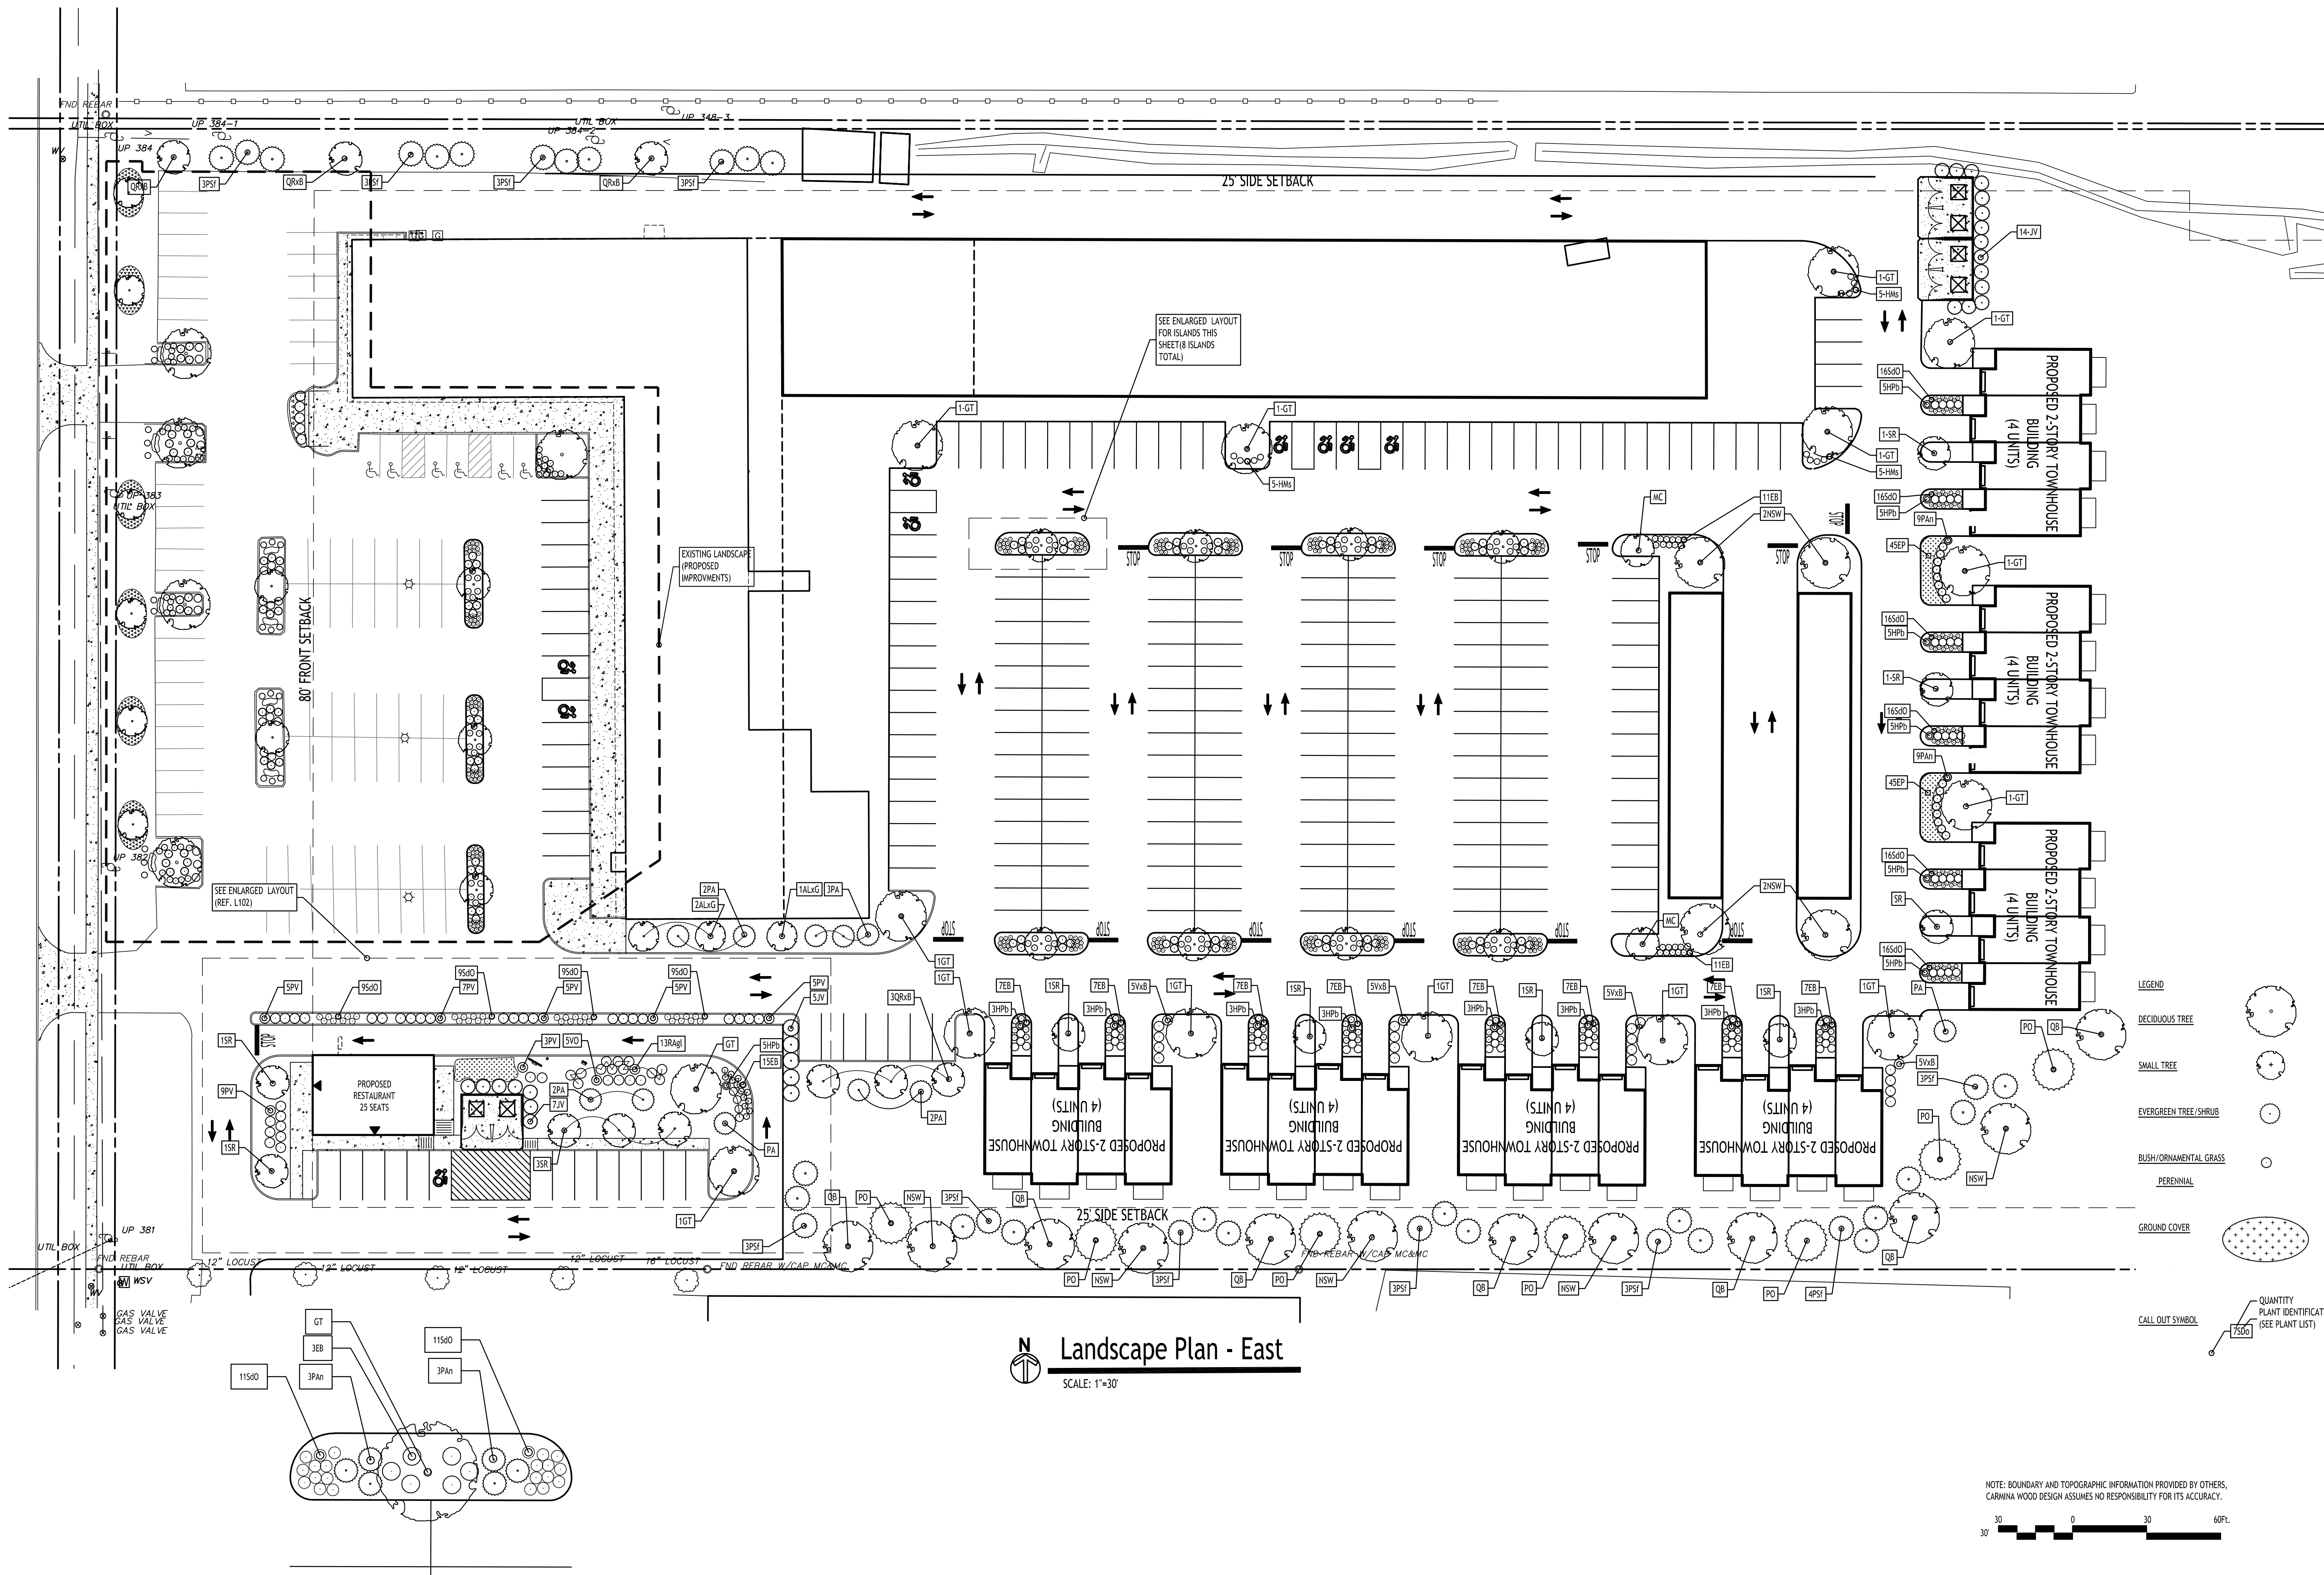 FND REBAR
UTIL BOX
UP 384-1
UTIL BOX
UP 384-2
UP 348-3
WV
UP 384
QRxB
3PSf
QRxB
3PSf
3PSf
QRxB
3PSf
25' SIDE SETBACK
G
14-JV
1-GT
5-HMs
1-GT
SEE ENLARGED LAYOUT
FOR ISLANDS THIS
SHEET(8 ISLANDS
TOTAL)
16SdO
5HPb
1-GT
1-GT
1-SR
1-GT
5-HMs
5-HMs
16SdO
5HPb
PROPOSED 2-STORY TOWNHOUSE
BUILDING
(4 UNITS)
MC
11EB
2NSW
STOP
9PAn
45EP
1-GT
UP 383
UTIL BOX
STOP
STOP
STOP
STOP
STOP
EXISTING LANDSCAPE
(PROPOSED
IMPROVMENTS)
80' FRONT SETBACK
16SdO
5HPb
1-SR
16SdO
5HPb
PROPOSED 2-STORY TOWNHOUSE
BUILDING
(4 UNITS)
9PAn
45EP
1-GT
UP 382
SEE ENLARGED LAYOUT
(REF. L102)
2PA
2ALxG
1ALxG
3PA
2NSW
16SdO
5HPb
SR
16SdO
5HPb
PROPOSED 2-STORY TOWNHOUSE
BUILDING
(4 UNITS)
MC
11EB
STOP
STOP
STOP
STOP
STOP
STOP
1GT
1GT
5PV
9SdO
9SdO
7PV
9SdO
5PV
9SdO
5PV
5PV
5JV
3QRxB
7EB
3HPb
1SR
7EB
3HPb
5VxB
1GT
7EB
3HPb
1SR
7EB
3HPb
5VxB
1GT
7EB
3HPb
1SR
7EB
3HPb
5VxB
1GT
7EB
3HPb
1SR
7EB
3HPb
1GT
PA
PO
QB
5VxB
3PSf
PO
NSW
STOP
1SR
9PV
1SR
PROPOSED
RESTAURANT
25 SEATS
3PV
5VO
13RAgl
GT
5HPb
15EB
2PA
7JV
3SR
PA
1GT
2PA
PROPOSED 2-STORY TOWNHOUSE
BUILDING
(4 UNITS)
PROPOSED 2-STORY TOWNHOUSE
BUILDING
(4 UNITS)
PROPOSED 2-STORY TOWNHOUSE
BUILDING
(4 UNITS)
PROPOSED 2-STORY TOWNHOUSE
BUILDING
(4 UNITS)
3PSf
QB
PO
NSW
3PSf
QB
25' SIDE SETBACK
PO
NSW
3PSf
QB
PO
NSW
3PSf
QB
PO
NSW
3PSf
QB
PO
4PSf
QB
FND REBAR W/CAP MC&MC
UP 381
UTIL BOX
FND REBAR
UTIL BOX
W
WSV
WV
12" LOCUST
12" LOCUST
12" LOCUST
12" LOCUST
16" LOCUST
FND REBAR W/CAP MC&MC
GAS VALVE
GAS VALVE
GAS VALVE
LEGEND
DECIDUOUS TREE
SMALL TREE
EVERGREEN TREE/SHRUB
BUSH/ORNAMENTAL GRASS
PERENNIAL
GROUND COVER
CALL OUT SYMBOL
QUANTITY
PLANT IDENTIFICAT
(SEE PLANT LIST)
7SDo
GT
3EB
11SdO
3PAn
11SdO
3PAn
N
Landscape Plan - East
SCALE: 1"=30'
NOTE: BOUNDARY AND TOPOGRAPHIC INFORMATION PROVIDED BY OTHERS,
CARMINA WOOD DESIGN ASSUMES NO RESPONSIBILITY FOR ITS ACCURACY.
30 0 30 60Ft.
30'